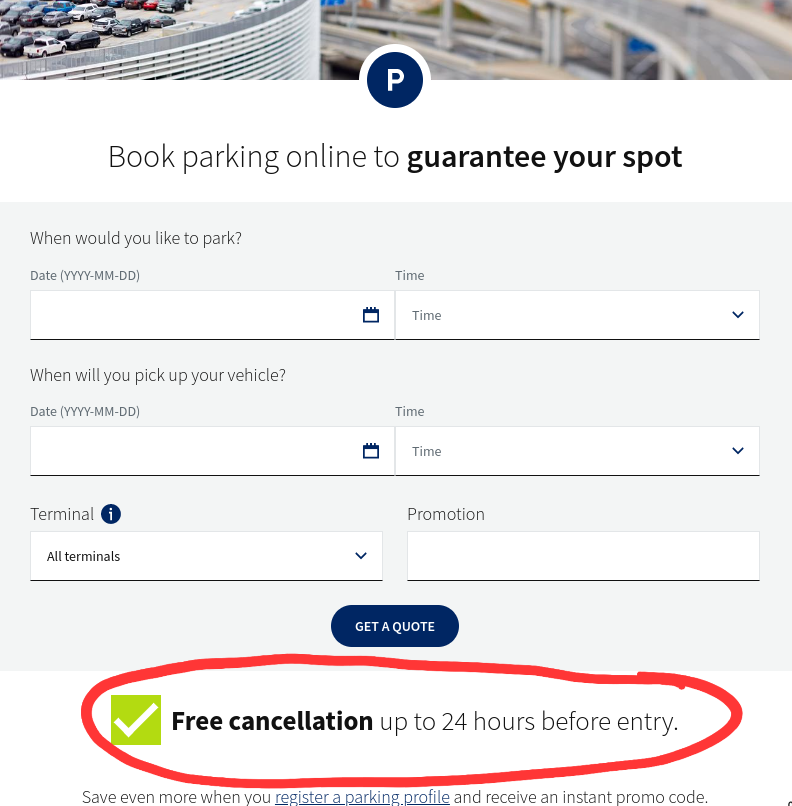 P
Book parking online to guarantee your spot
When would you like to park?
Date (YYYY-MM-DD) Time
Time
When will you pick up your vehicle?
Date (YYYY-MM-DD) Time
Time
Terminal i Promotion
All terminals
GET A QUOTE
Free cancellation up to 24 hours before entry.
Save even more when you register a parking profile and receive an instant promo code.